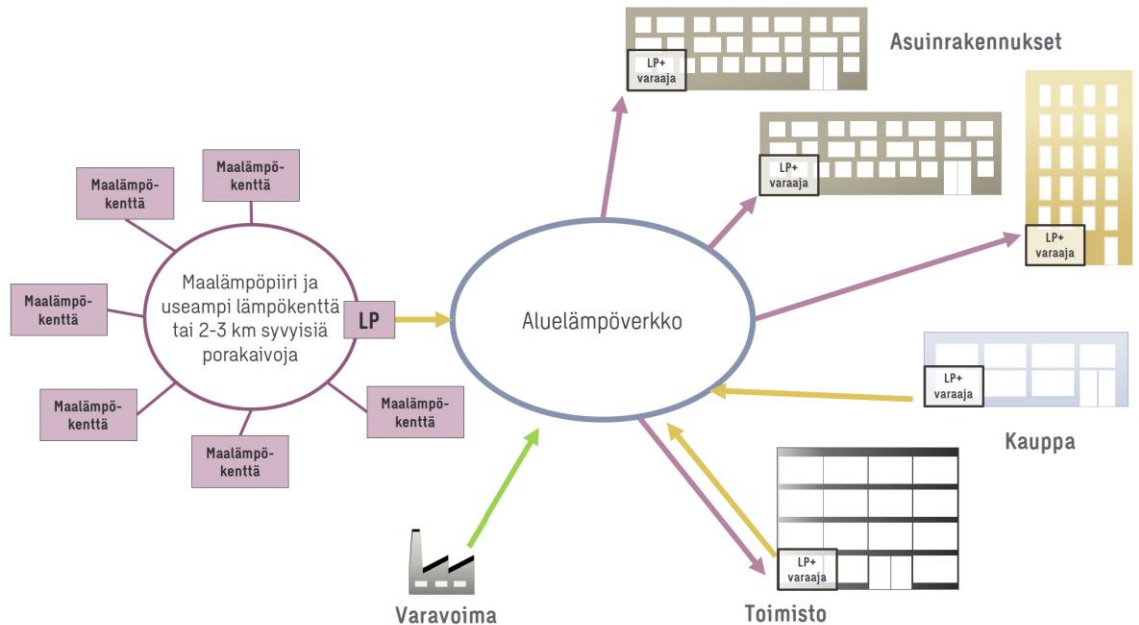 Asuinrakennukset
LP+
varaaja
LP+
varaaja
LP+
varaaja
Maalämpö-
kenttä
Maalämpö-
kenttä
Maalämpö-
kenttä
Maalämpö-
kenttä
Maalämpö-
kenttä
Maalämpö-
kenttä
Maalämpöpiiri ja
useampi lämpökenttä
tai 2-3 km syvyisiä
porakaivoja
LP
Aluelämpöverkko
LP+
varaaja
Kauppa
LP+
varaaja
Toimisto
Varavoima